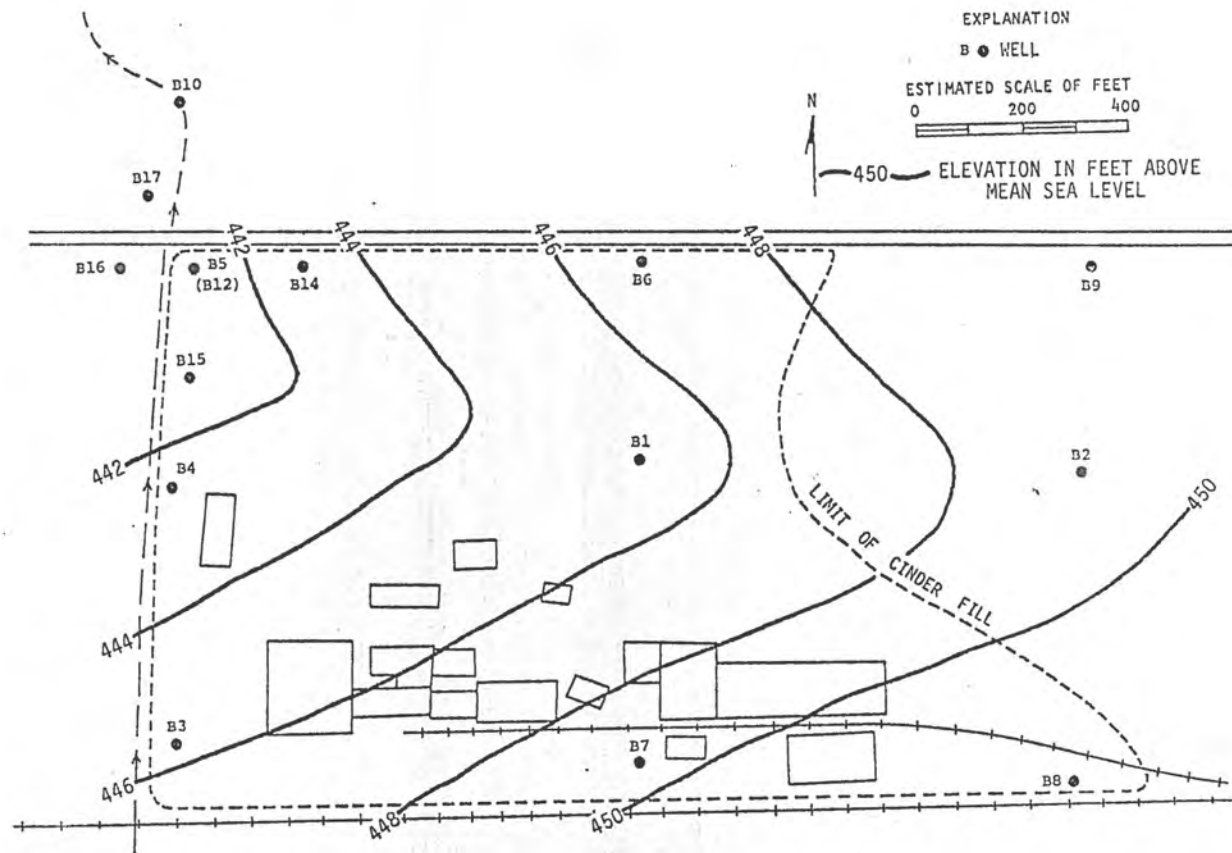 EXPLANATION
B WELL
ESTIMATED SCALE OF FEET
0 200 400
N
450 ELEVATION IN FEET ABOVE
MEAN SEA LEVEL
B10
B17
442
444
446
448
B16
B5
(B12)
B14
B6
B9
B15
B1
B2
442
B4
450
LIMIT OF CINDER FILL
444
B3
B7
B8
446
448
450